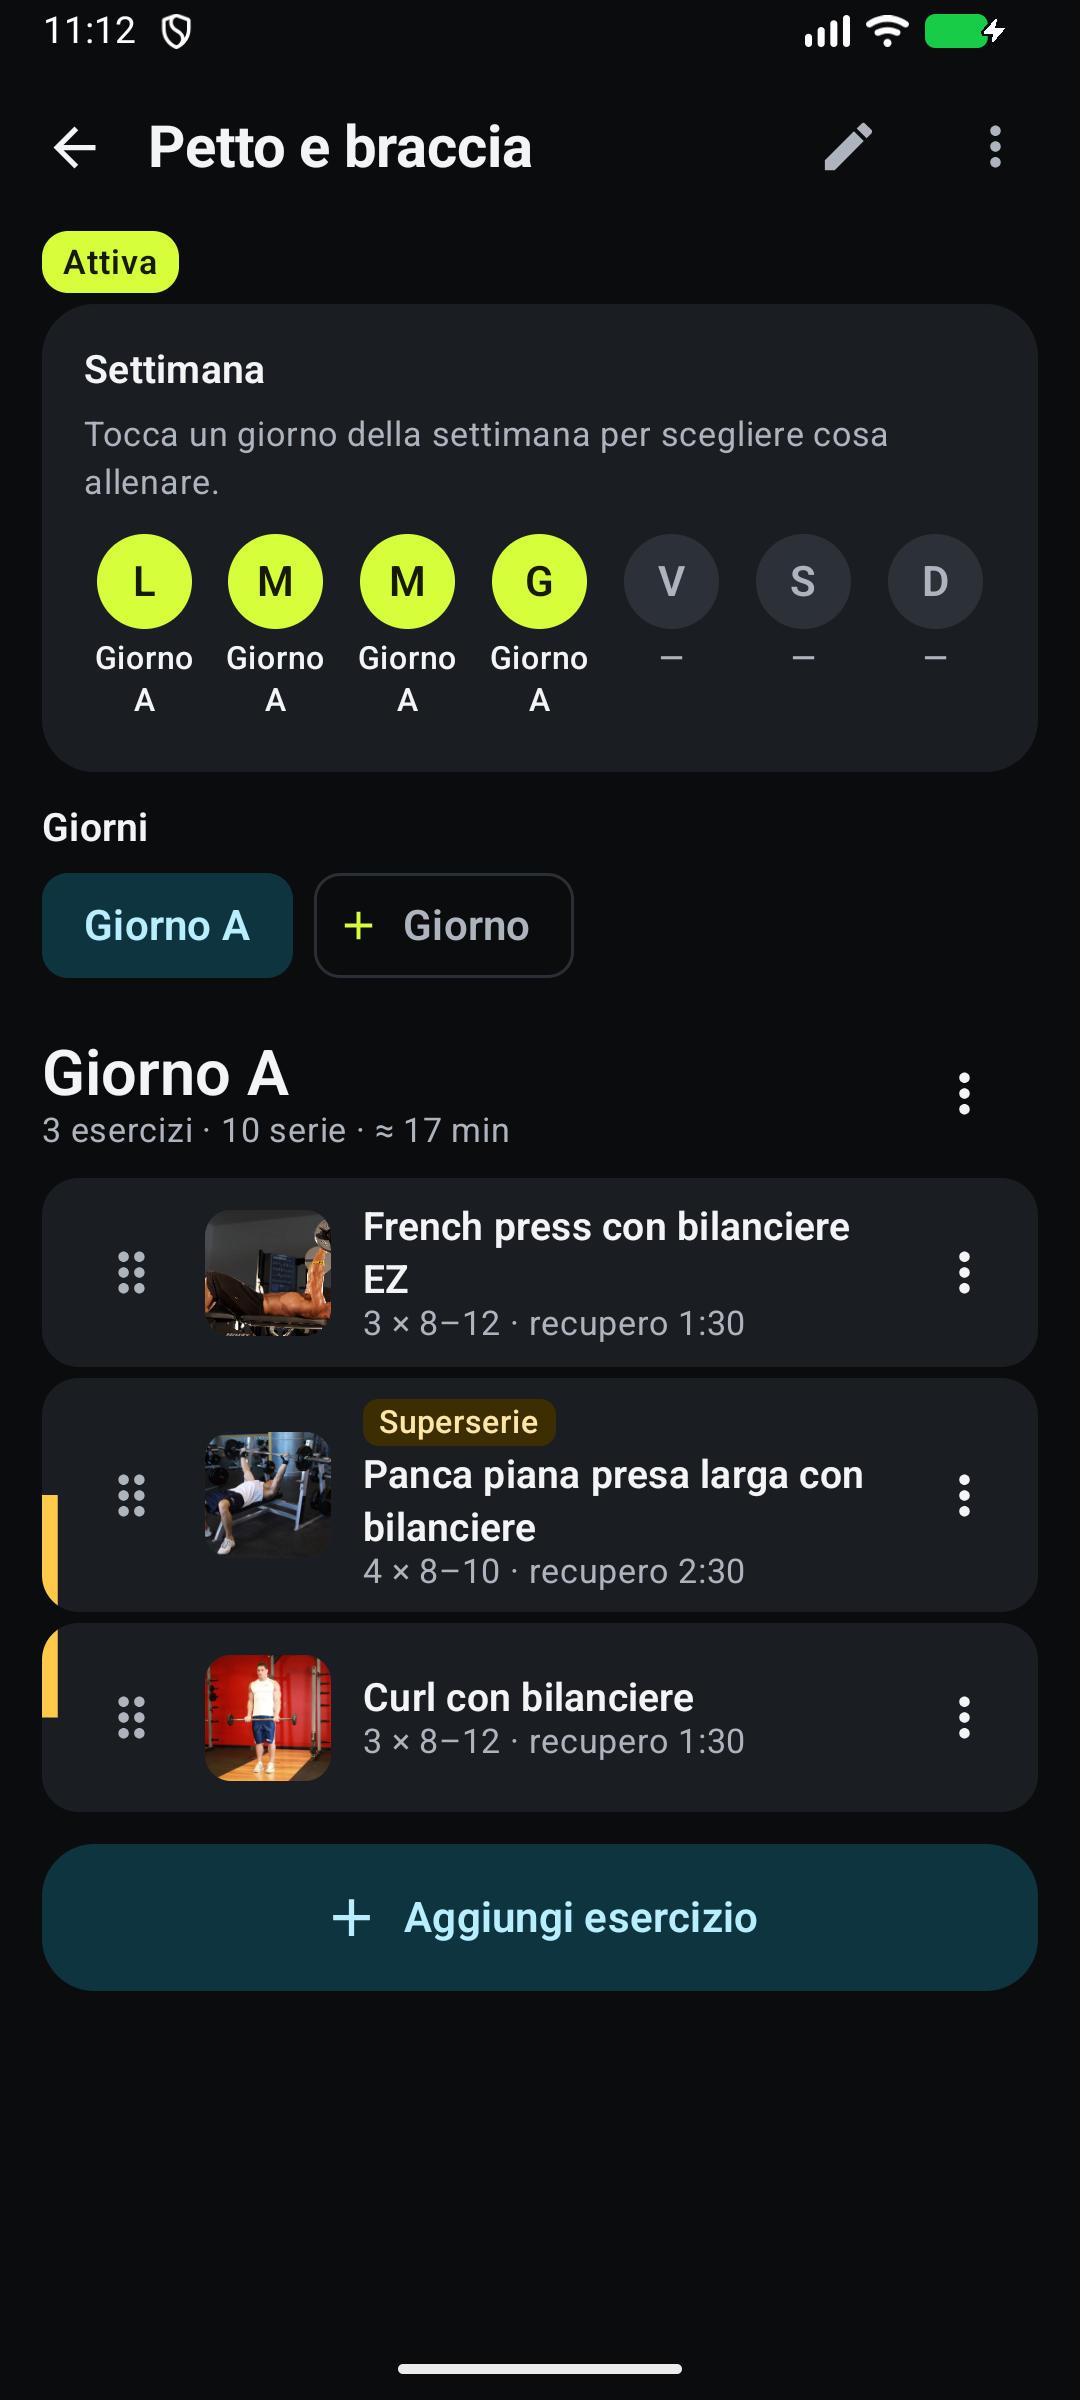 11:12
Petto e braccia
Attiva
Settimana
Tocca un giorno della settimana per scegliere cosa
allenare.
L M M G V S D
Giorno Giorno Giorno Giorno – – –
A A A A
Giorni
Giorno A + Giorno
Giorno A
3 esercizi · 10 serie · ≈ 17 min
French press con bilanciere
EZ
3 × 8–12 · recupero 1:30
Superserie
Panca piana presa larga con
bilanciere
4 × 8–10 · recupero 2:30
Curl con bilanciere
3 × 8–12 · recupero 1:30
+ Aggiungi esercizio